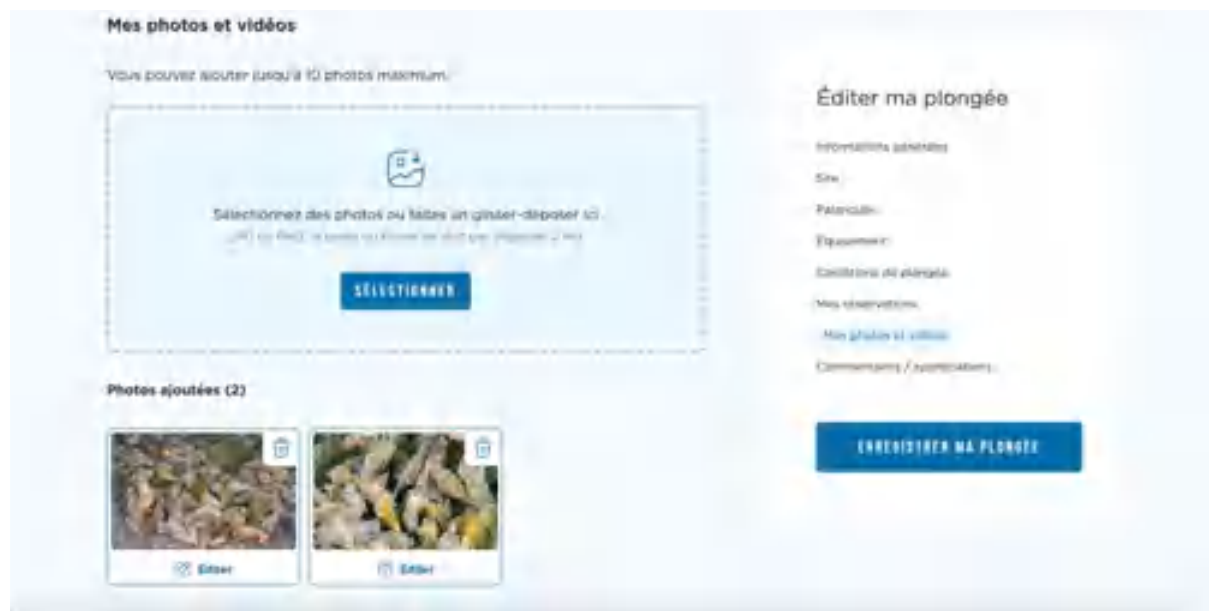 Mes photos et vidéos
Vous pouvez ajouter jusqu'à 10 photos maximum.
Sélectionnez des photos ou faites un glisser-déposer ici
SÉLECTIONNER
Photos ajoutées (2)
Éditer
Éditer
Éditer ma plongée
Informations générales
Site
Palanquée
Équipement
Conditions de plongée
Mes observations
Mes photos et vidéos
Commentaires / appréciations
ENREGISTRER MA PLONGÉE